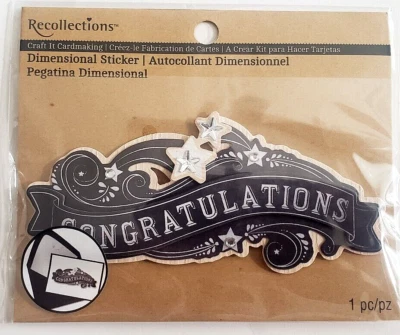 Recollections™
Craft It Cardmaking | Créez-le Fabrication de Cartes | A Crear Kit para Hacer Tarjetas
Dimensional Sticker | Autocollant Dimensionnel
Pegatina Dimensional
CONGRATULATIONS
CONGRATULATIONS
1 pc/pz